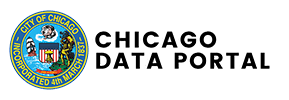 CITY OF CHICAGO
INCORPORATED 4th MARCH 1837
CHICAGO
DATA PORTAL